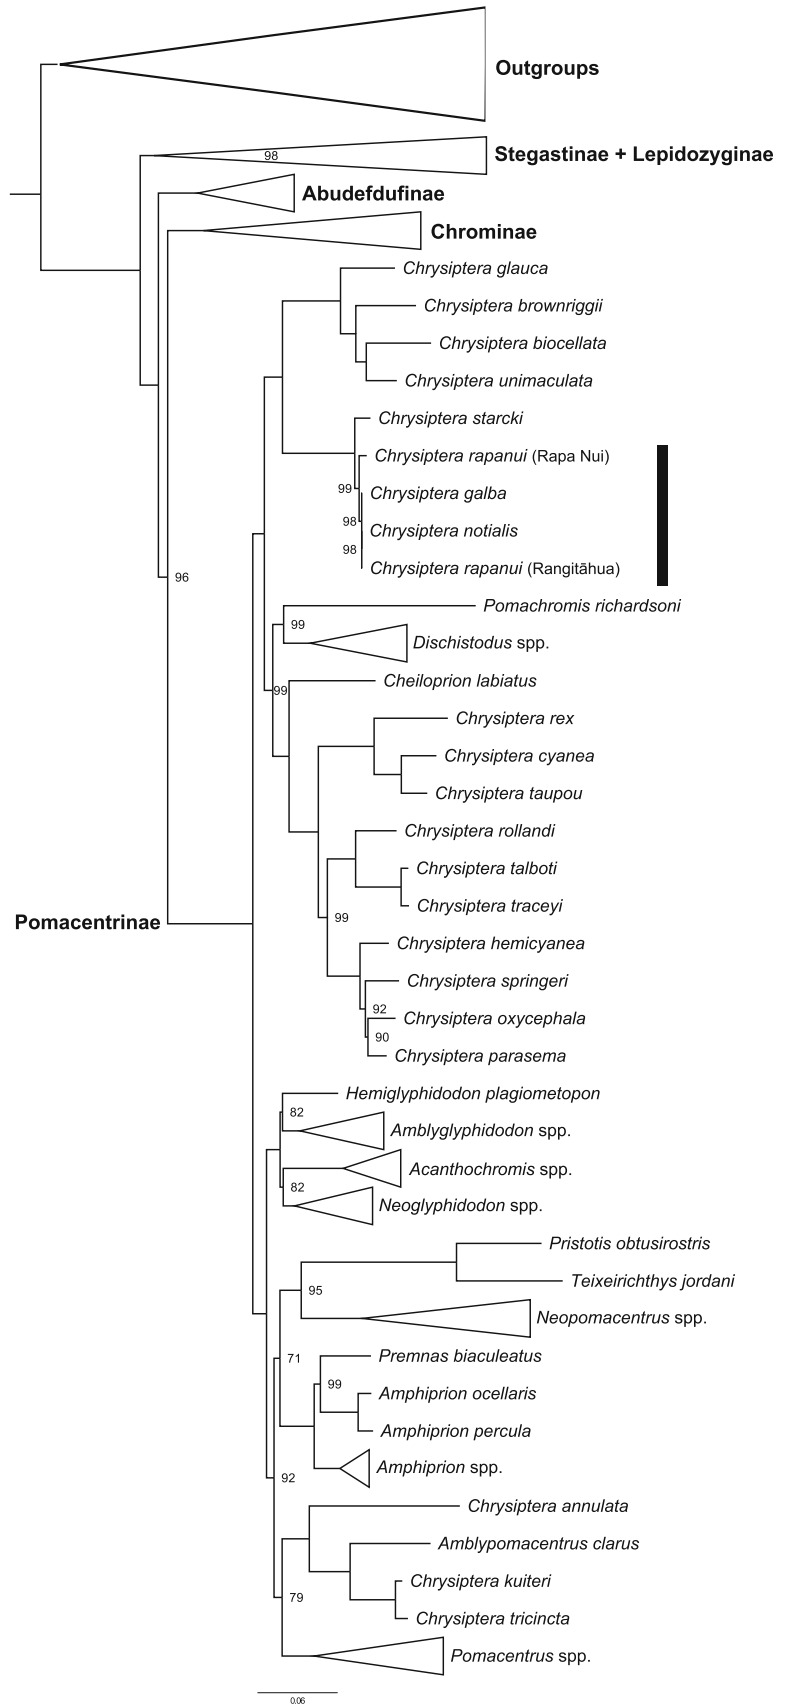 Outgroups
98
Stegastinae + Lepidozyginae
Abudefdufinae
Chrominae
Chrysiptera glauca
Chrysiptera brownriggii
Chrysiptera biocellata
Chrysiptera unimaculata
Chrysiptera starcki
Chrysiptera rapanui (Rapa Nui)
99
Chrysiptera galba
98
Chrysiptera notialis
98
Chrysiptera rapanui (Rangitāhua)
96
Pomachromis richardsoni
99
Dischistodus spp.
Cheiloprion labiatus
99
Chrysiptera rex
Chrysiptera cyanea
Chrysiptera taupou
Chrysiptera rollandi
Chrysiptera talboti
Chrysiptera traceyi
99
Pomacentrinae
Chrysiptera hemicyanea
Chrysiptera springeri
92
Chrysiptera oxycephala
90
Chrysiptera parasema
Hemiglyphidodon plagiometopon
82
Amblyglyphidodon spp.
Acanthochromis spp.
82
Neoglyphidodon spp.
Pristotis obtusirostris
Teixeirichthys jordani
95
Neopomacentrus spp.
Premnas biaculeatus
71
99
Amphiprion ocellaris
Amphiprion percula
Amphiprion spp.
92
Chrysiptera annulata
Amblypomacentrus clarus
Chrysiptera kuiteri
79
Chrysiptera tricincta
Pomacentrus spp.
0.06